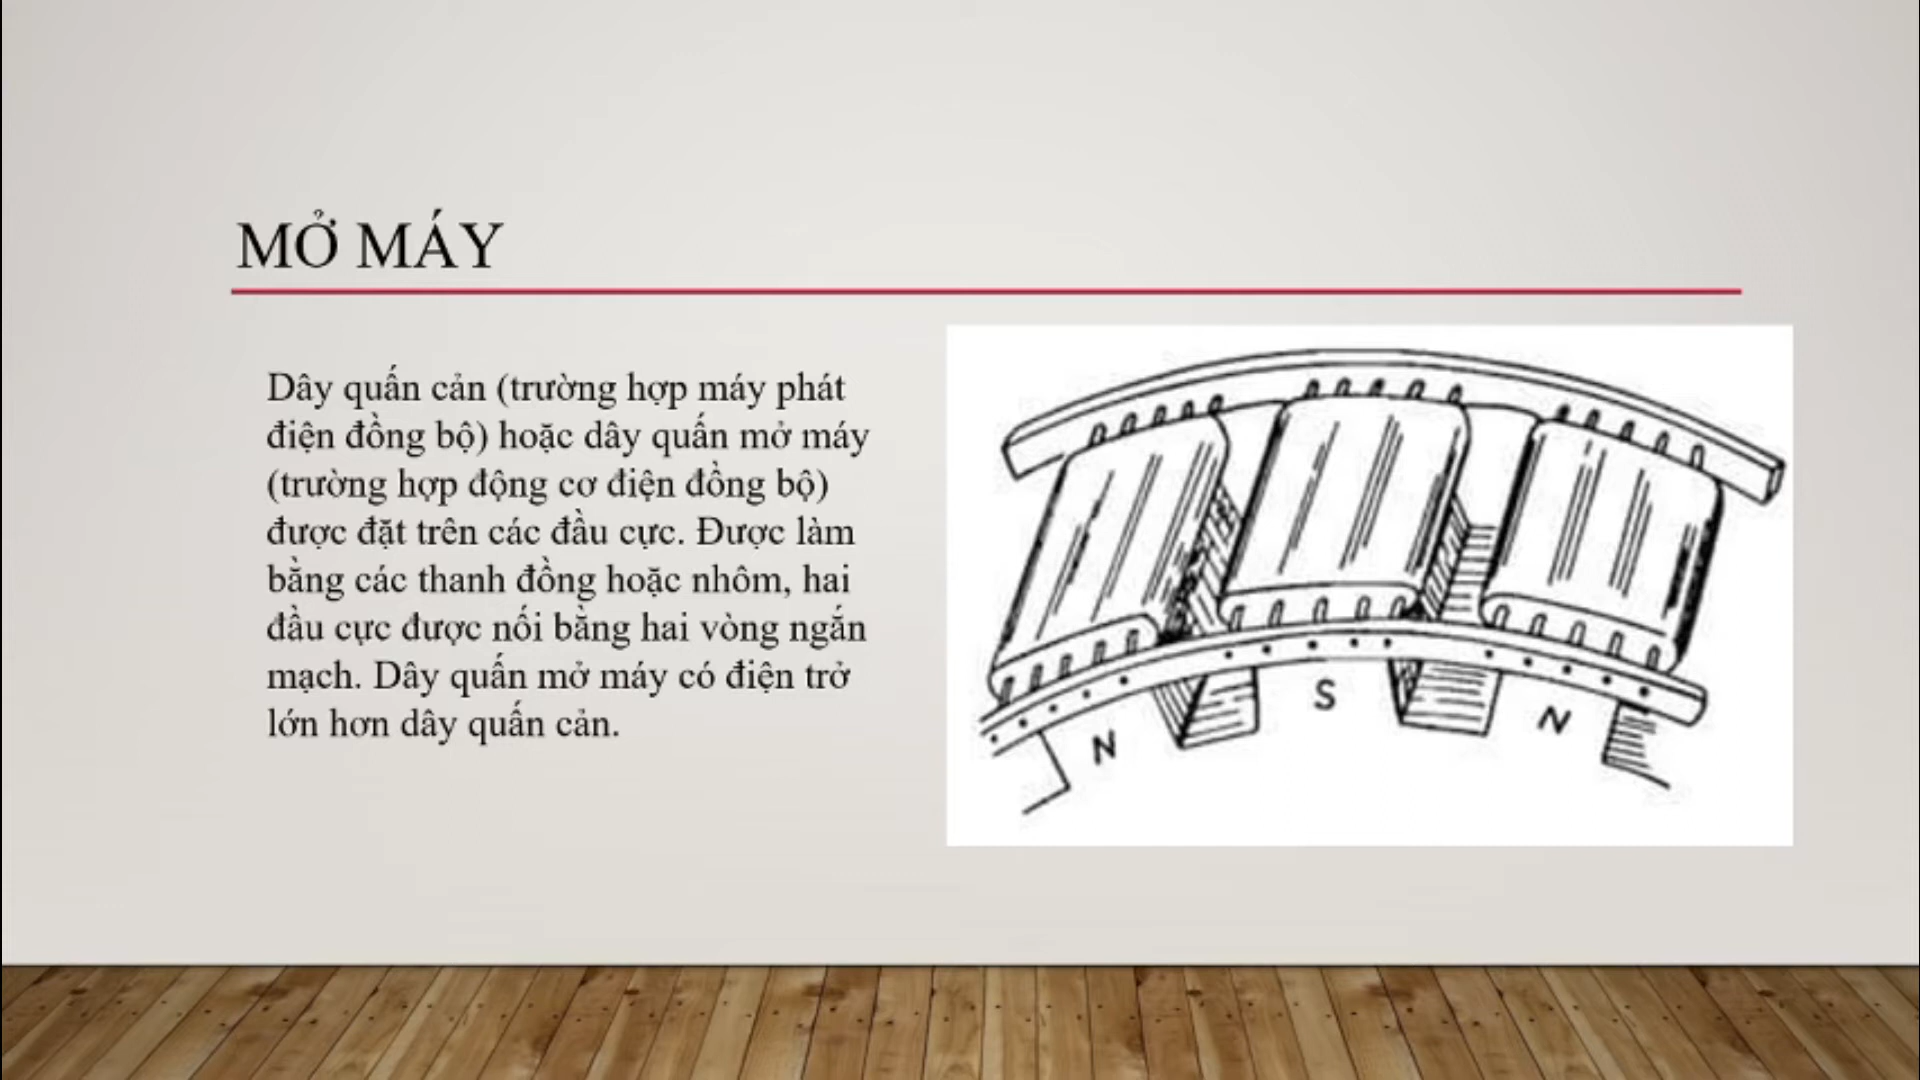 MỞ MÁY
Dây quấn cản (trường hợp máy phát
điện đồng bộ) hoặc dây quấn mở máy
(trường hợp động cơ điện đồng bộ)
được đặt trên các đầu cực. Được làm
bằng các thanh đồng hoặc nhôm, hai
đầu cực được nối bằng hai vòng ngắn
mạch. Dây quấn mở máy có điện trở
lớn hơn dây quấn cản.
N
S
N